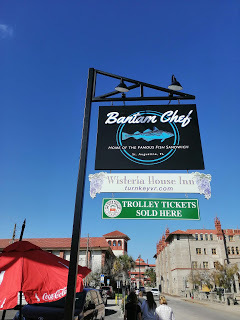 Bantam Chef
Home of the Famous Fish Sandwich
St. Augustine, FL
Wisteria House Inn
turnkeyvr.com
TROLLEY TICKETS
SOLD HERE
Coca-Cola